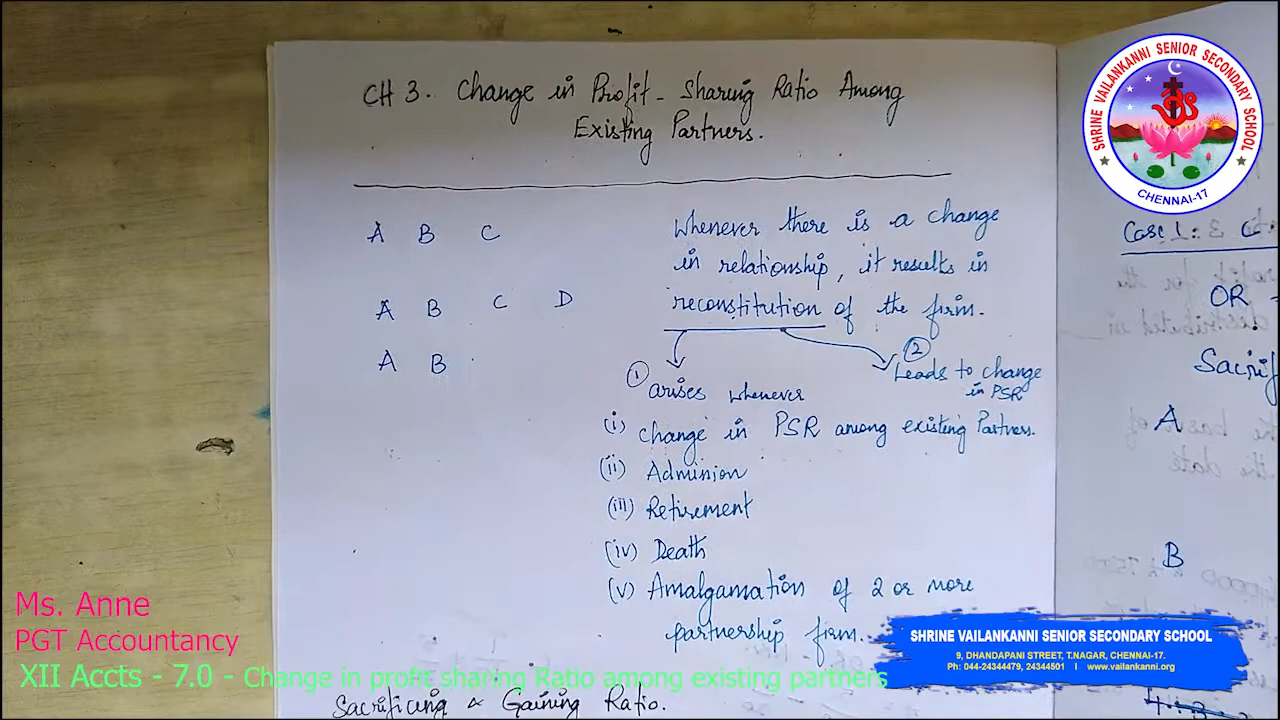 CH 3. Change in Profit - Sharing Ratio Among
Existing Partners.
A B C
Whenever there is a change
in relationship, it results in
reconstitution of the firm.
A B C D
A B
① arises whenever
② Leads to change
in PSR
(i) Change in PSR among existing Partners.
(ii) Admission
(iii) Retirement
(iv) Death
(v) Amalgamation of 2 or more
partnership firm.
Sacrificing & Gaining Ratio.
Case 1:
OR
A
B
SHRINE VAILANKANNI SENIOR SECONDARY SCHOOL
CHENNAI-17
Ms. Anne
PGT Accountancy
XII Accts - 7.0 - Change in profit sharing Ratio among existing partners
SHRINE VAILANKANNI SENIOR SECONDARY SCHOOL
9, DHANDAPANI STREET, T.NAGAR, CHENNAI-17.
Ph: 044-24344479, 24344501 I www.vailankanni.org